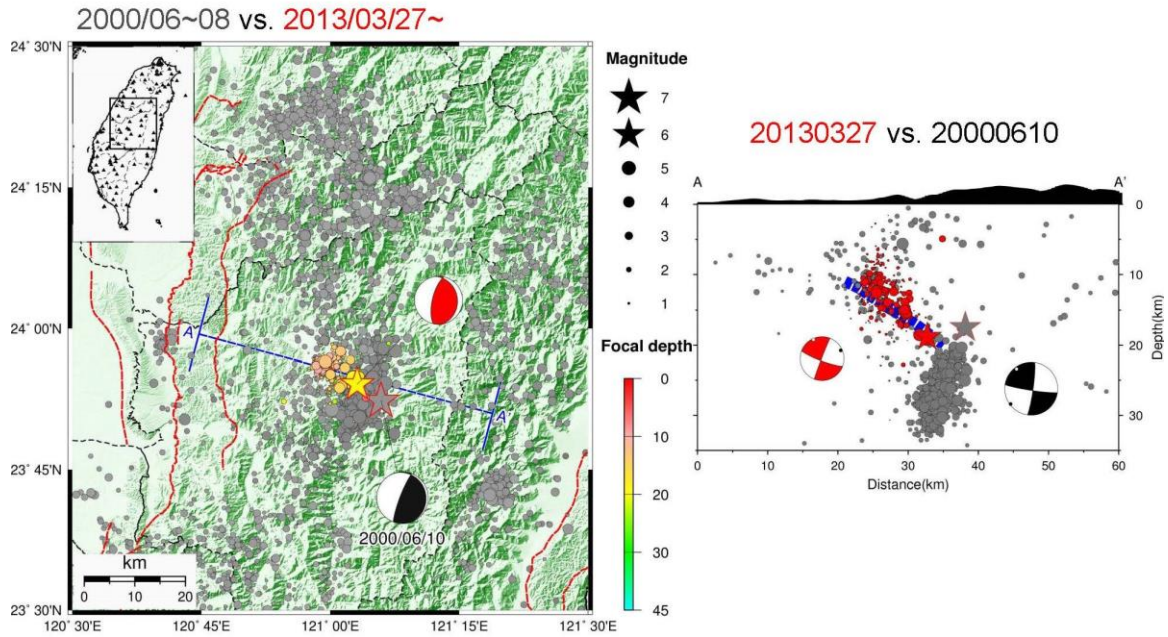 2000/06~08 vs. 2013/03/27~
24° 30'N
24° 15'N
24° 00'N
23° 45'N
23° 30'N
120° 30'E
120° 45'E
121° 00'E
121° 15'E
121° 30'E
A
A'
2000/06/10
km
0 10 20
Magnitude
7
6
5
4
3
2
1
Focal depth
0
10
20
30
45
20130327 vs. 20000610
A
A'
0
10
20
30
Depth(km)
0 10 20 30 40 50 60
Distance(km)